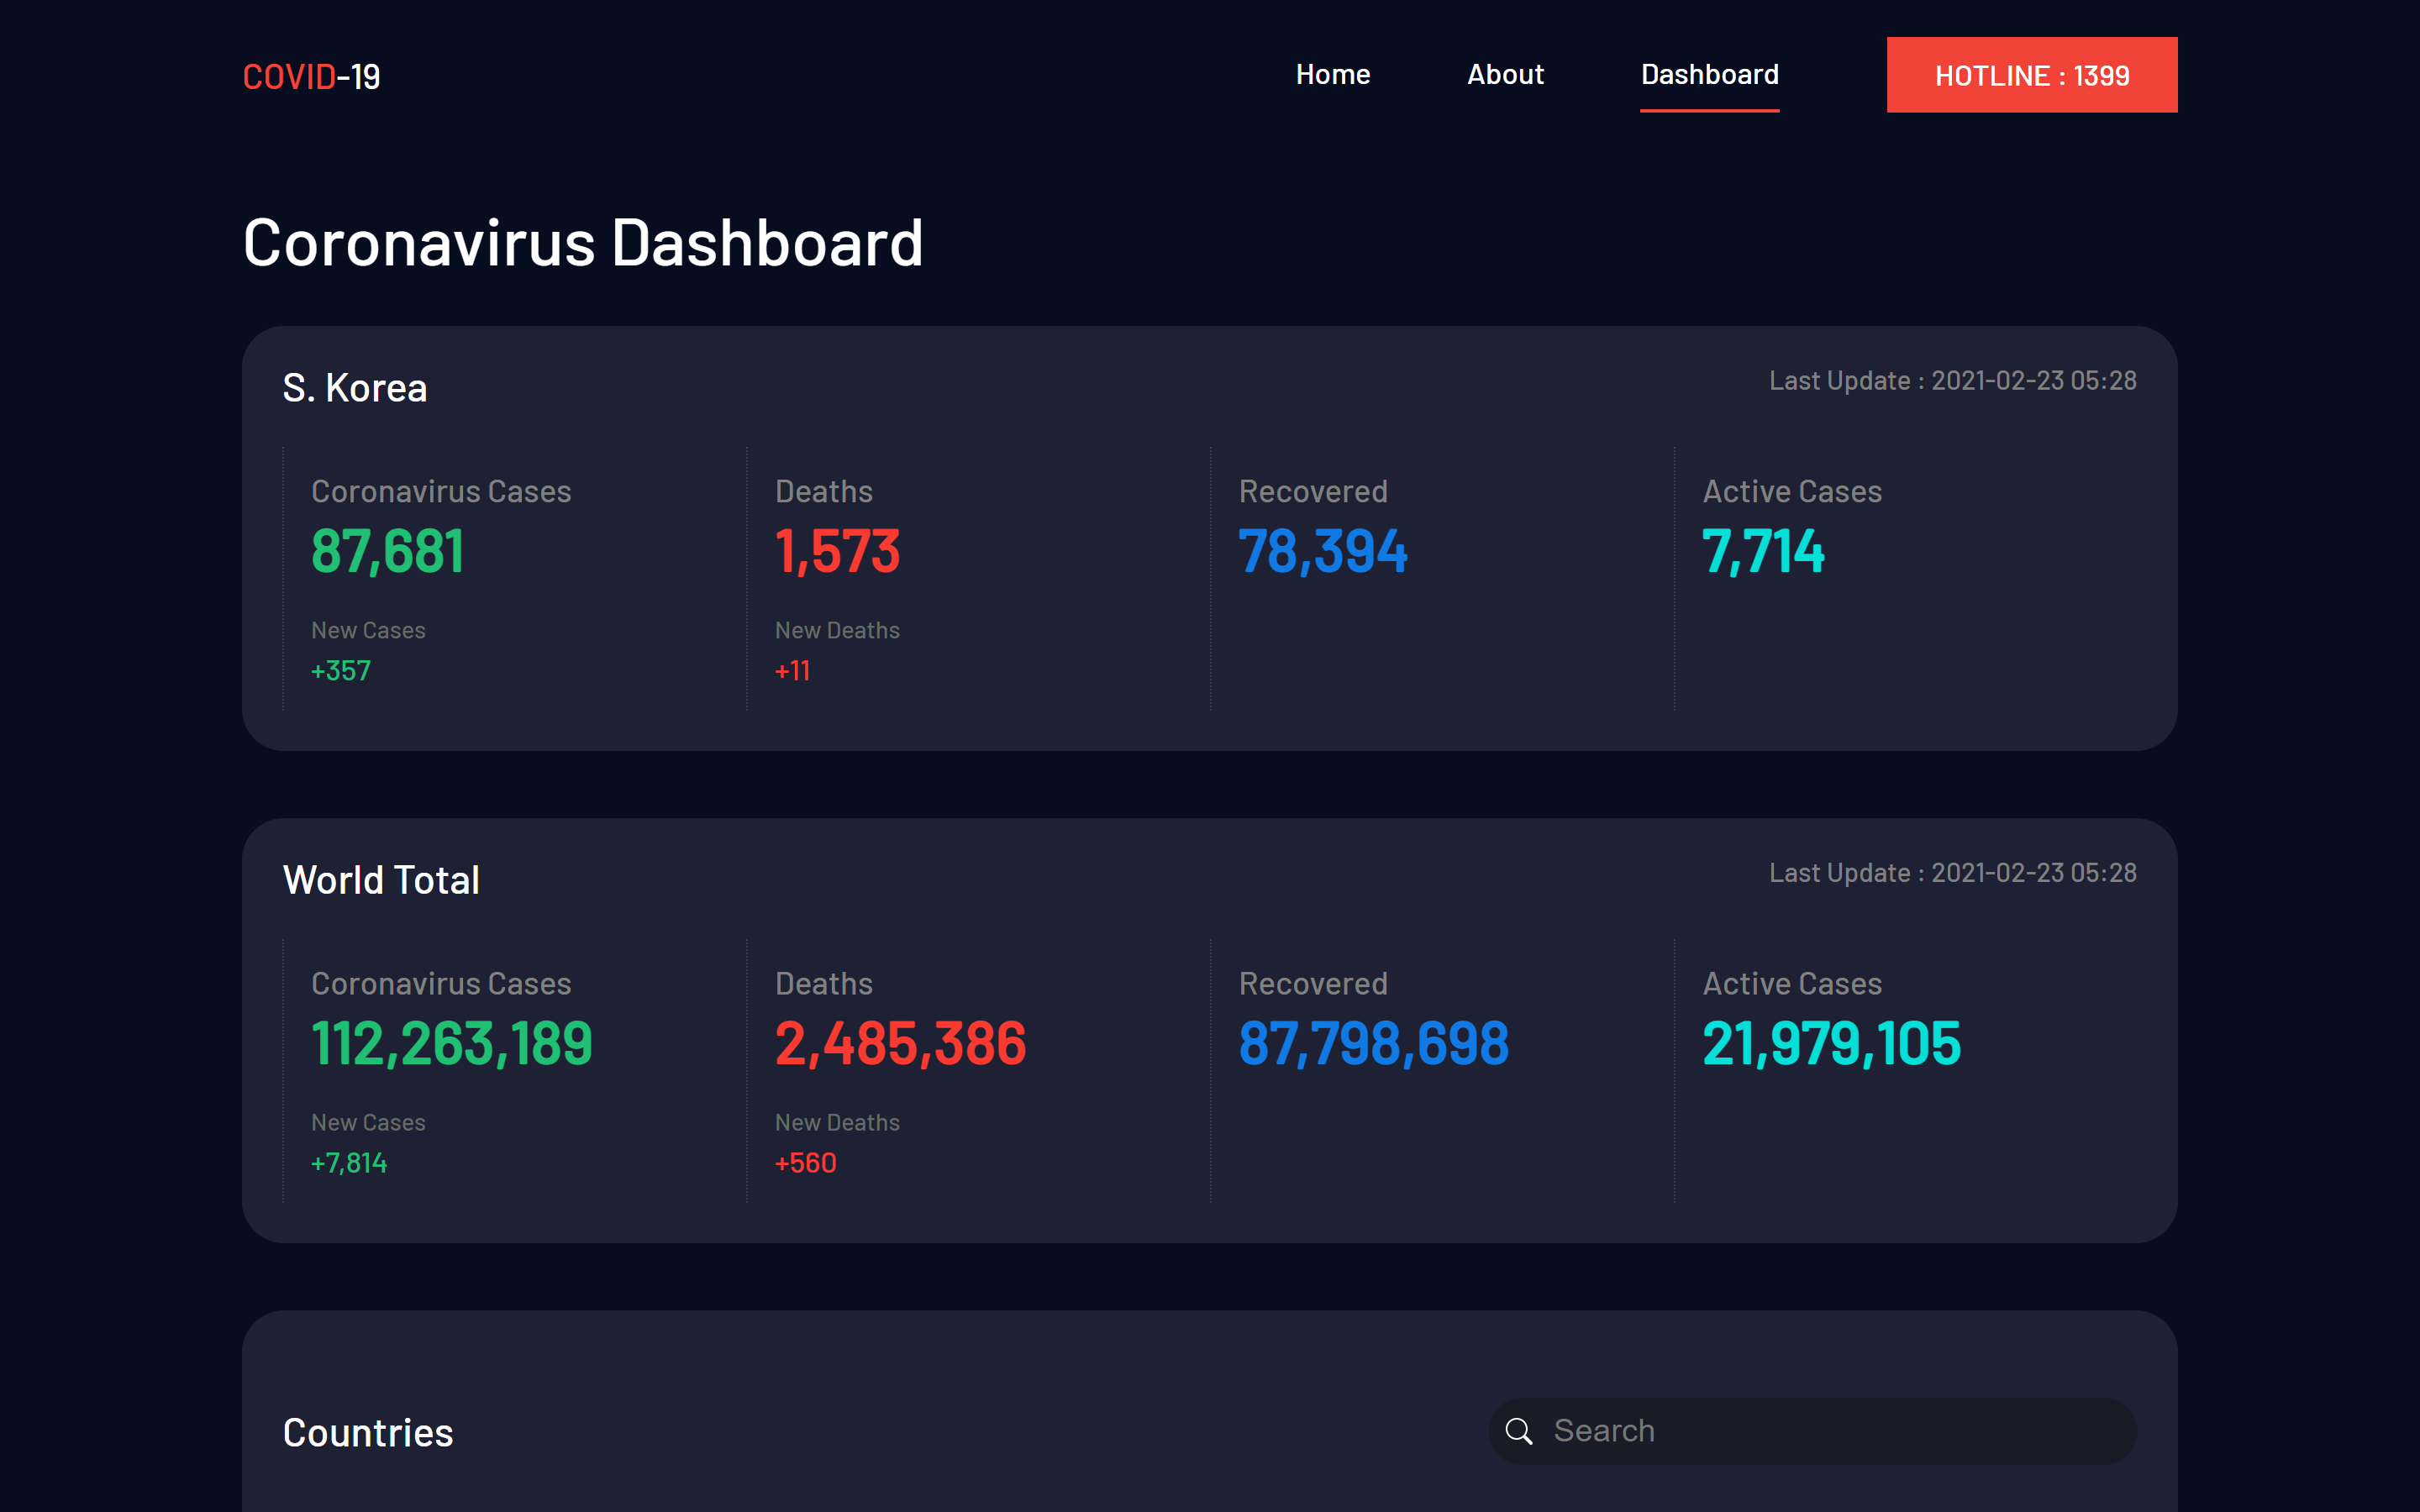 COVID-19
Home About Dashboard HOTLINE : 1399
Coronavirus Dashboard
S. Korea
Last Update : 2021-02-23 05:28
Coronavirus Cases Deaths Recovered Active Cases
87,681 1,573 78,394 7,714
New Cases New Deaths
+357 +11
World Total
Last Update : 2021-02-23 05:28
Coronavirus Cases Deaths Recovered Active Cases
112,263,189 2,485,386 87,798,698 21,979,105
New Cases New Deaths
+7,814 +560
Countries
Search